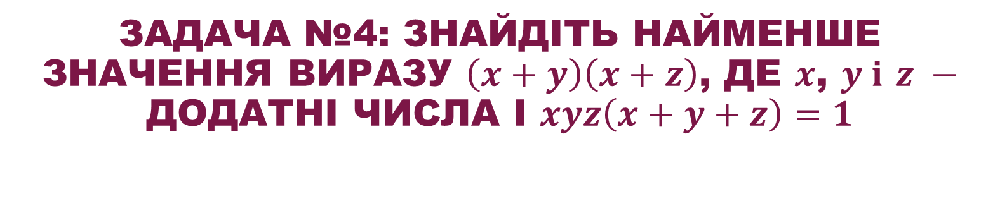 ЗАДАЧА №4: ЗНАЙДІТЬ НАЙМЕНШЕ
ЗНАЧЕННЯ ВИРАЗУ (x + y)(x + z), ДЕ x, y і z −
ДОДАТНІ ЧИСЛА І xyz(x + y + z) = 1